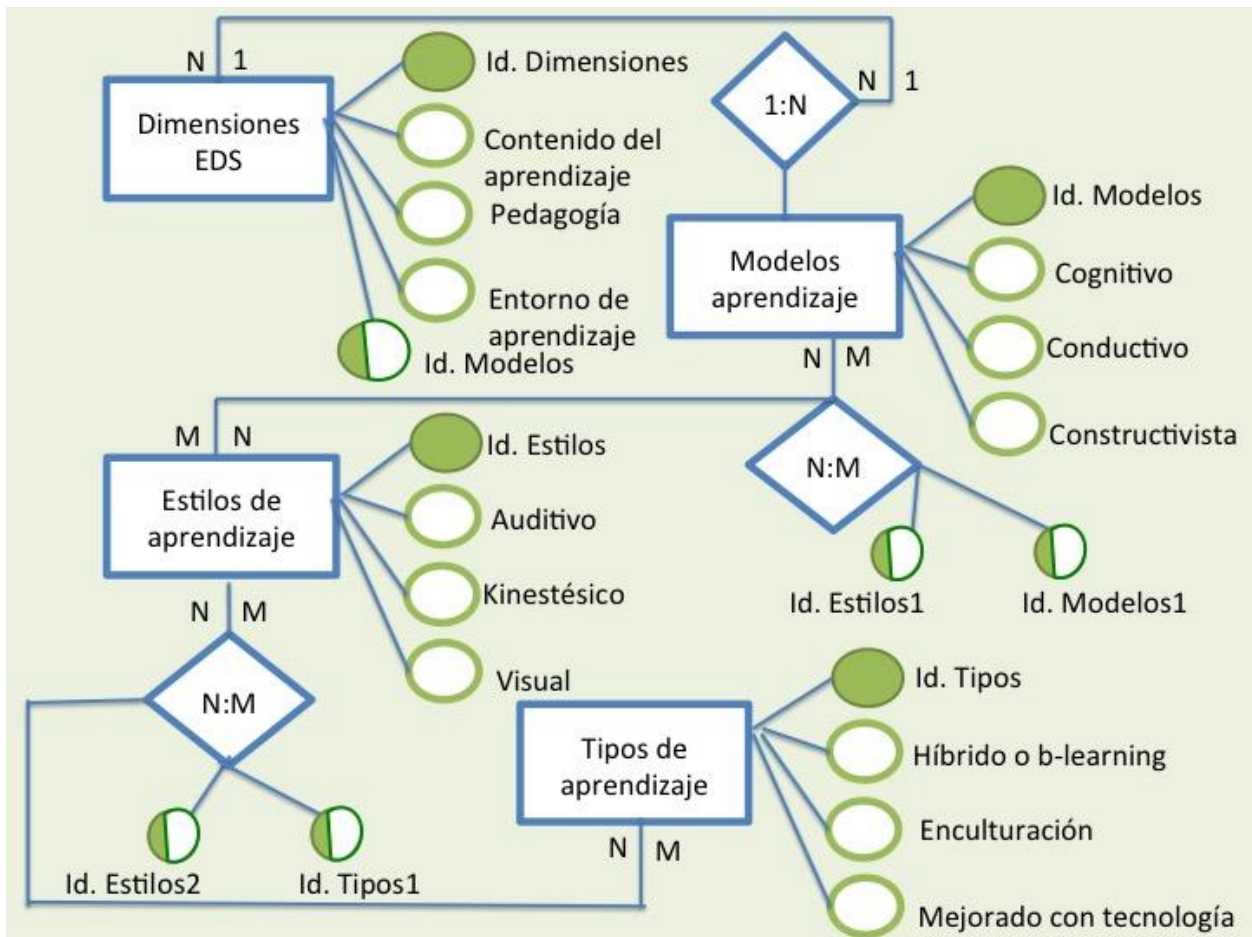 N 1
Dimensiones
EDS
Id. Dimensiones
Contenido del
aprendizaje
Pedagogía
Entorno de
aprendizaje
Id. Modelos
N 1
1:N
Modelos
aprendizaje
Id. Modelos
Cognitivo
Conductivo
Constructivista
N M
N:M
Id. Estilos1
Id. Modelos1
M N
Estilos de
aprendizaje
Id. Estilos
Auditivo
Kinestésico
Visual
N M
N:M
Id. Estilos2
Id. Tipos1
Tipos de
aprendizaje
Id. Tipos
Híbrido o b-learning
Enculturación
Mejorado con tecnología
N M